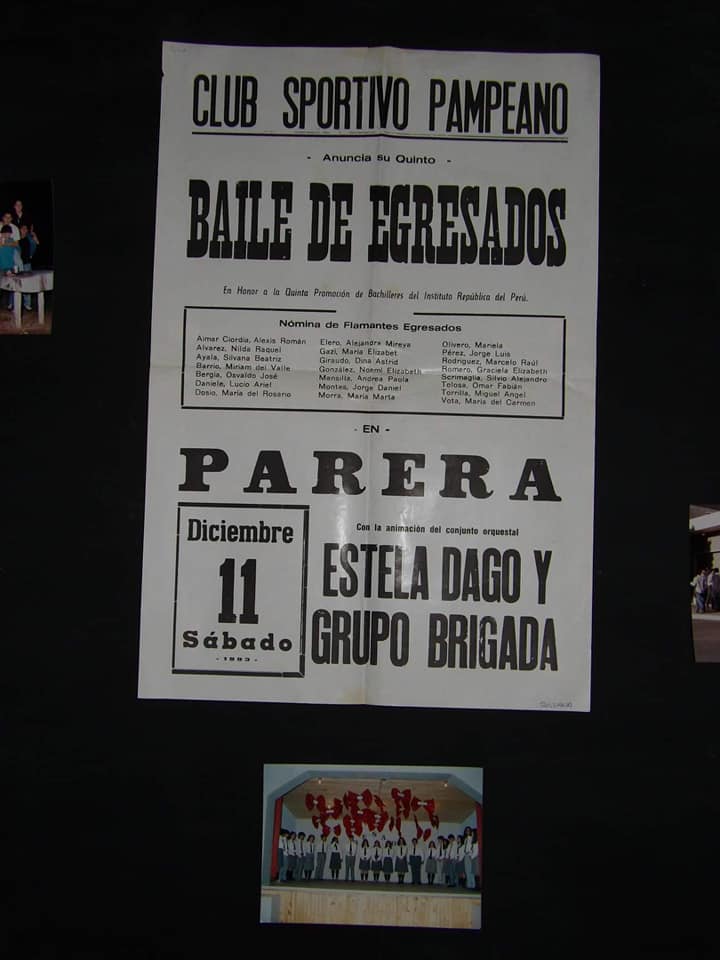 CLUB SPORTIVO PAMPEANO
- Anuncia su Quinto -
BAILE DE EGRESADOS
En Honor a la Quinta Promoción de Bachilleres del Instituto República del Perú.
Nómina de Flamantes Egresados
Aimar Ciordia, Alexis Román
Alvarez, Nilda Raquel
Ayala, Silvana Beatriz
Barrio, Miriam del Valle
Bergia, Osvaldo José
Daniele, Lucio Ariel
Dosio, María del Rosario
Elero, Alejandra Mireya
Gazi, María Elizabet
Giraudo, Dina Astrid
González, Noemí Elizabeth
Mansilla, Andrea Paola
Montes, Jorge Daniel
Morra, María Marta
Olivero, Mariela
Pérez, Jorge Luis
Rodríguez, Marcelo Raúl
Romero, Graciela Elizabeth
Scrimaglia, Silvio Alejandro
Tolosa, Omar Fabián
Torrilla, Miguel Angel
Vota, María del Carmen
- EN -
PARERA
Diciembre
11
Sábado
- 1993 -
Con la animación del conjunto orquestal
ESTELA DAGO Y
GRUPO BRIGADA